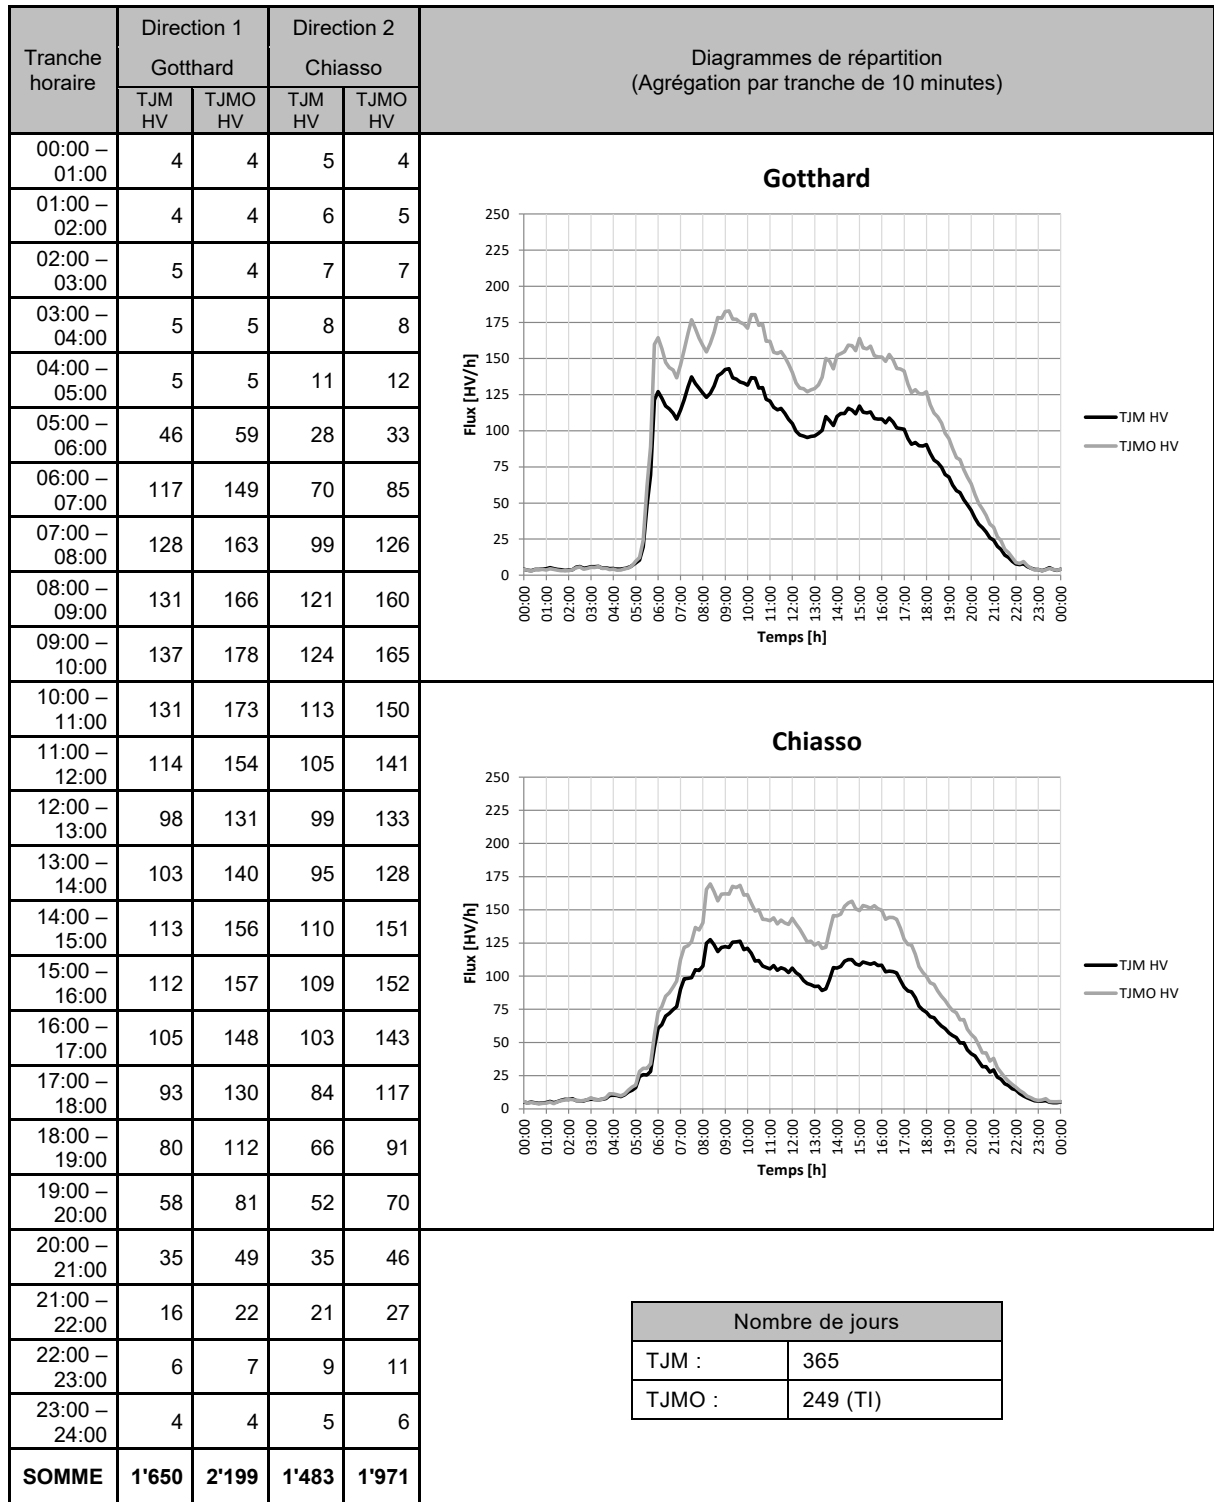 Tranche horaire
Direction 1
Direction 2
Diagrammes de répartition
(Agrégation par tranche de 10 minutes)
Gotthard
Chiasso
TJM HV
TJMO HV
TJM HV
TJMO HV
00:00 – 01:00 4 4 5 4
01:00 – 02:00 4 4 6 5
02:00 – 03:00 5 4 7 7
03:00 – 04:00 5 5 8 8
04:00 – 05:00 5 5 11 12
05:00 – 06:00 46 59 28 33
06:00 – 07:00 117 149 70 85
07:00 – 08:00 128 163 99 126
08:00 – 09:00 131 166 121 160
09:00 – 10:00 137 178 124 165
10:00 – 11:00 131 173 113 150
11:00 – 12:00 114 154 105 141
12:00 – 13:00 98 131 99 133
13:00 – 14:00 103 140 95 128
14:00 – 15:00 113 156 110 151
15:00 – 16:00 112 157 109 152
16:00 – 17:00 105 148 103 143
17:00 – 18:00 93 130 84 117
18:00 – 19:00 80 112 66 91
19:00 – 20:00 58 81 52 70
20:00 – 21:00 35 49 35 46
21:00 – 22:00 16 22 21 27
22:00 – 23:00 6 7 9 11
23:00 – 24:00 4 4 5 6
SOMME 1'650 2'199 1'483 1'971
Gotthard
250
225
200
175
150
125
100
75
50
25
0
Flux [HV/h]
00:00 01:00 02:00 03:00 04:00 05:00 06:00 07:00 08:00 09:00 10:00 11:00 12:00 13:00 14:00 15:00 16:00 17:00 18:00 19:00 20:00 21:00 22:00 23:00 00:00
Temps [h]
TJM HV
TJMO HV
Chiasso
250
225
200
175
150
125
100
75
50
25
0
Flux [HV/h]
00:00 01:00 02:00 03:00 04:00 05:00 06:00 07:00 08:00 09:00 10:00 11:00 12:00 13:00 14:00 15:00 16:00 17:00 18:00 19:00 20:00 21:00 22:00 23:00 00:00
Temps [h]
TJM HV
TJMO HV
Nombre de jours
TJM : 365
TJMO : 249 (TI)